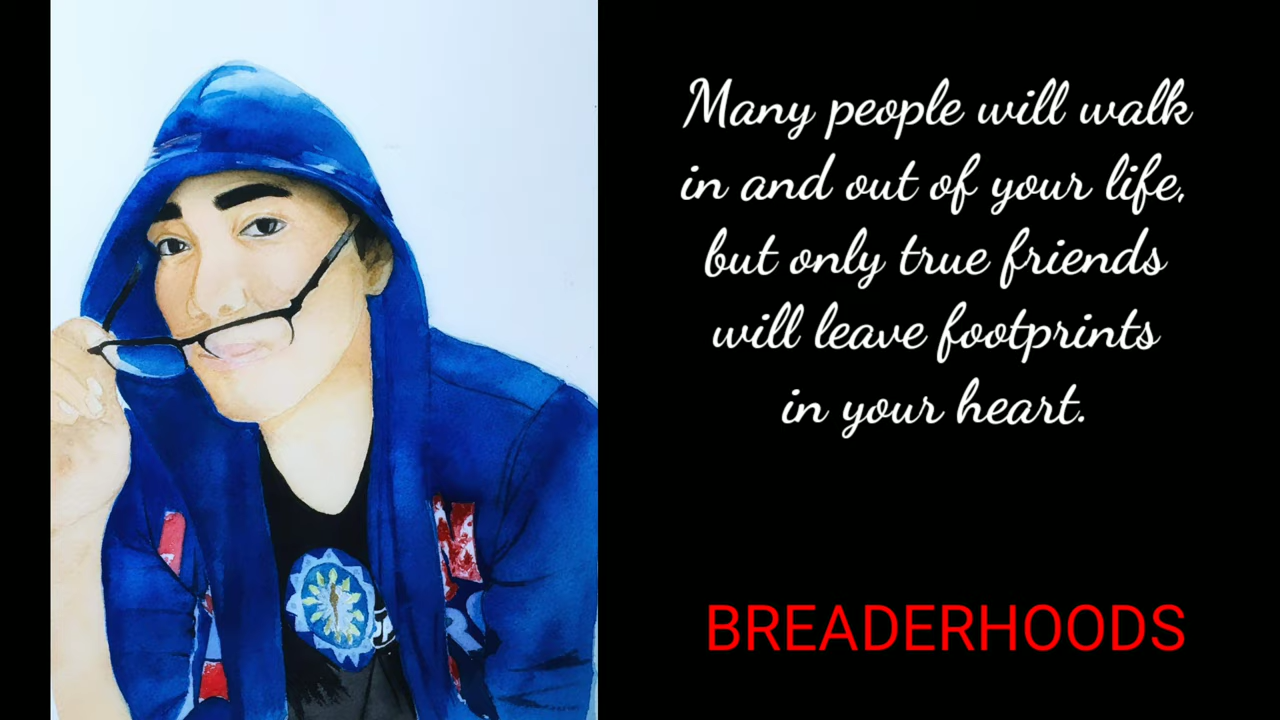 Many people will walk
in and out of your life,
but only true friends
will leave footprints
in your heart.
BREADERHOODS